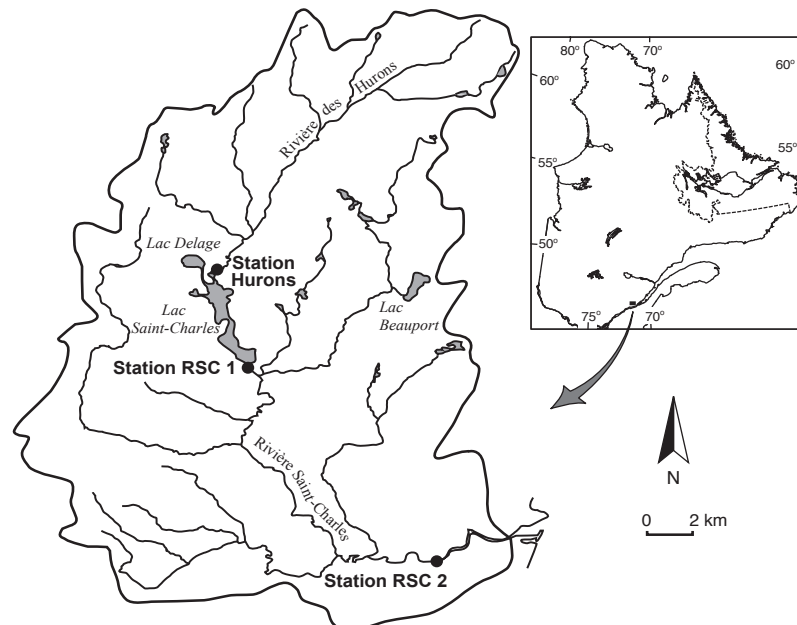 80° 70°
60° 60°
55° 55°
50°
75° 70°
Rivière des Hurons
Lac Delage
Station
Hurons
Lac
Saint-Charles
Lac
Beauport
Station RSC 1
Rivière Saint-Charles
Station RSC 2
N
0 2 km